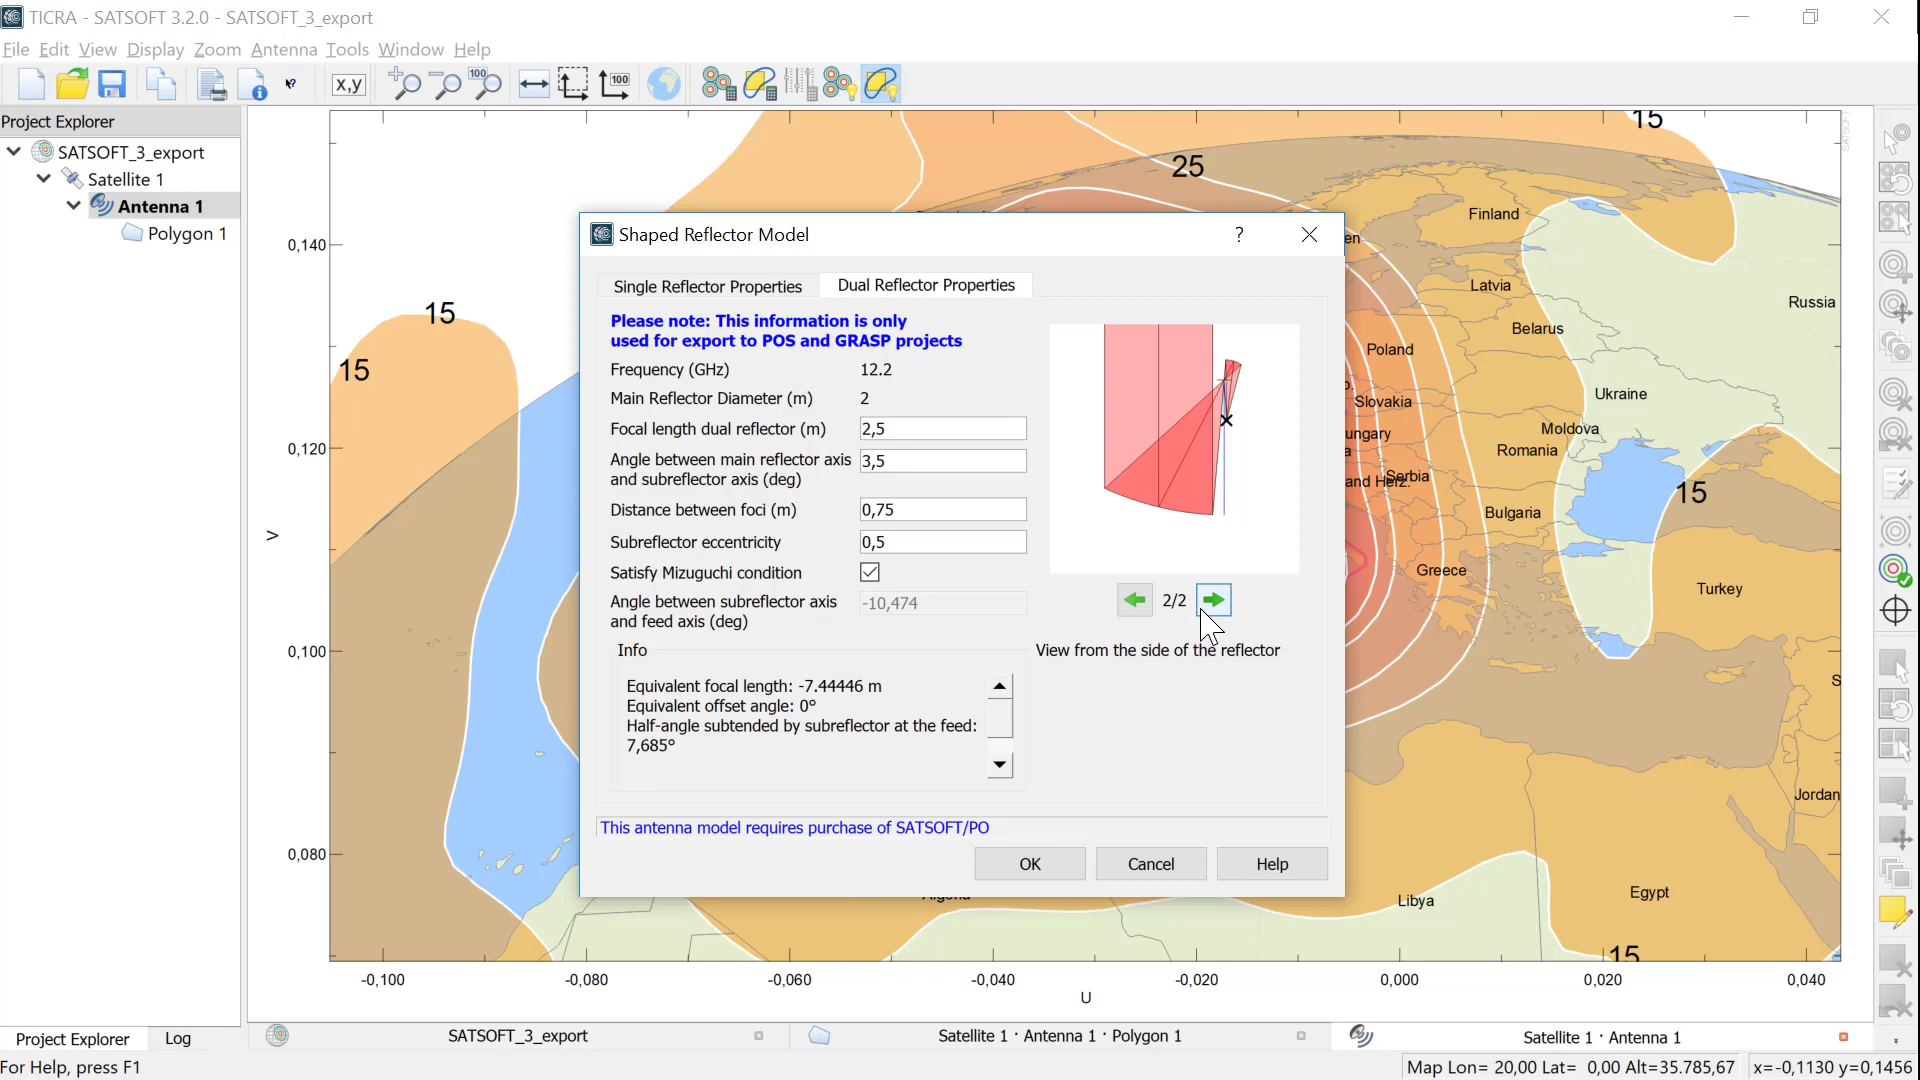 TICRA - SATSOFT 3.2.0 - SATSOFT_3_export
File Edit View Display Zoom Antenna Tools Window Help
x,y
100
100
Project Explorer
SATSOFT_3_export
Satellite 1
Antenna 1
Polygon 1
15
25
SATSOFT
Finland
0,140
Latvia
Russia
15
Belarus
Poland
15
Ukraine
Slovakia
Moldova
0,120
Romania
and Herz.
Serbia
15
Bulgaria
V
Greece
Turkey
0,100
Jordan
0,080
Egypt
Libya
15
-0,100
-0,080
-0,060
-0,040
-0,020
0,000
0,020
0,040
U
Shaped Reflector Model
?
Single Reflector Properties
Dual Reflector Properties
Please note: This information is only
used for export to POS and GRASP projects
Frequency (GHz) 12.2
Main Reflector Diameter (m) 2
Focal length dual reflector (m) 2,5
Angle between main reflector axis 3,5
and subreflector axis (deg)
Distance between foci (m) 0,75
Subreflector eccentricity 0,5
Satisfy Mizuguchi condition
Angle between subreflector axis -10,474
and feed axis (deg)
2/2
View from the side of the reflector
Info
Equivalent focal length: -7.44446 m
Equivalent offset angle: 0°
Half-angle subtended by subreflector at the feed:
7,685°
This antenna model requires purchase of SATSOFT/PO
OK
Cancel
Help
Project Explorer
Log
SATSOFT_3_export
Satellite 1 · Antenna 1 · Polygon 1
Satellite 1 · Antenna 1
For Help, press F1
Map Lon= 20,00 Lat= 0,00 Alt=35.785,67
x=-0,1130 y=0,1456